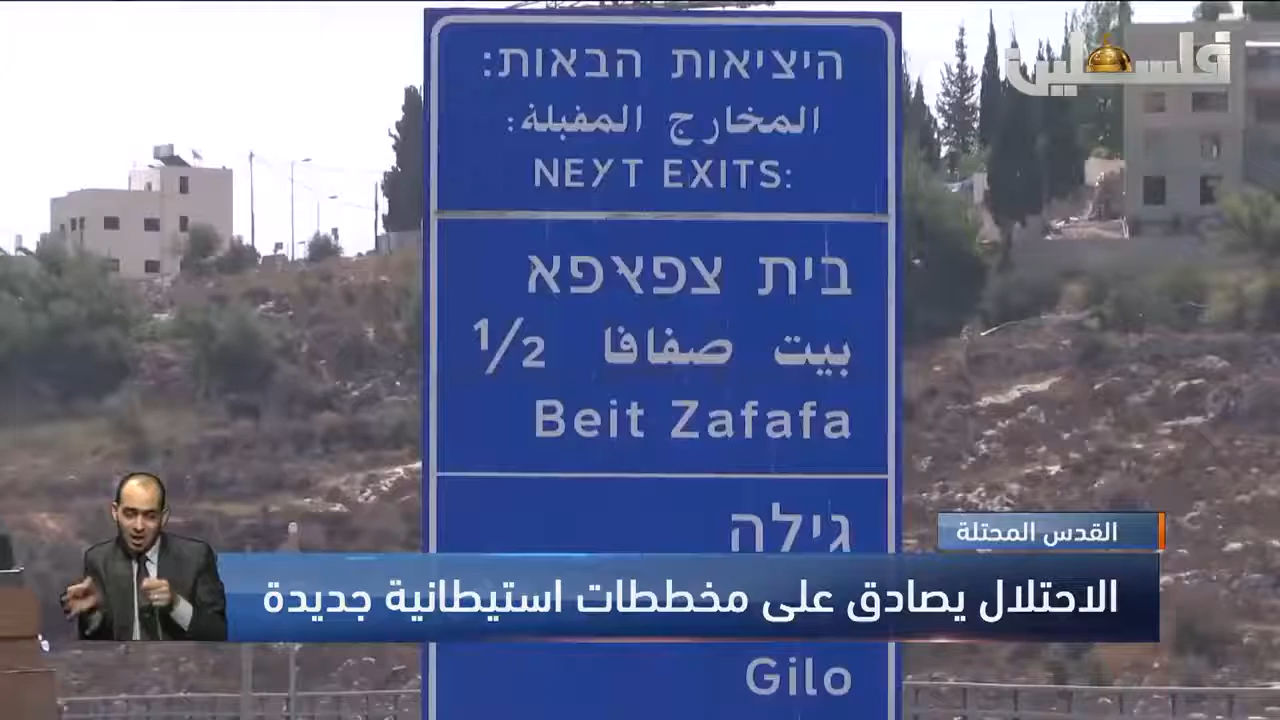 فلسطين
היציאות הבאות:
المخارج المقبلة:
NEXT EXITS:
בית צפאפא
بيت صفافا 1/2
Beit Zafafa
גילה
القدس المحتلة
الاحتلال يصادق على مخططات استيطانية جديدة
Gilo